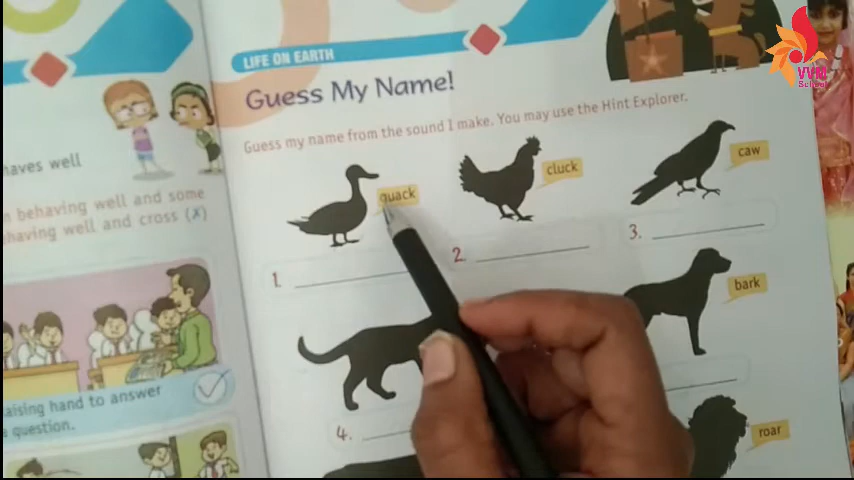 LIFE ON EARTH
Guess My Name!
Guess my name from the sound I make. You may use the Hint Explorer.
quack
cluck
caw
1.
2.
3.
bark
4.
roar
haves well
behaving well and some
having well and cross (✗)
aising hand to answer
question.
VVM
School